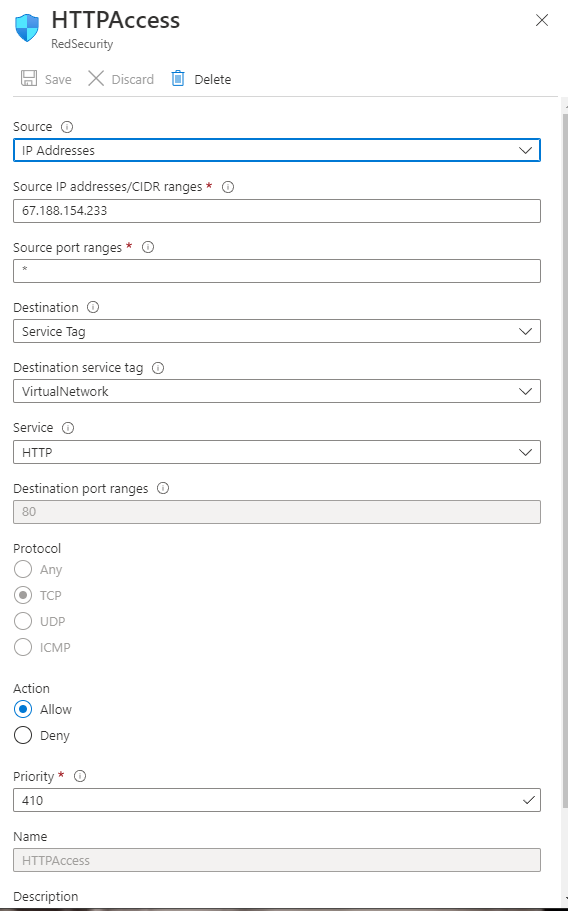 HTTPAccess
RedSecurity
Save Discard Delete
Source
IP Addresses
Source IP addresses/CIDR ranges *
67.188.154.233
Source port ranges *
*
Destination
Service Tag
Destination service tag
VirtualNetwork
Service
HTTP
Destination port ranges
80
Protocol
Any
TCP
UDP
ICMP
Action
Allow
Deny
Priority *
410
Name
HTTPAccess
Description